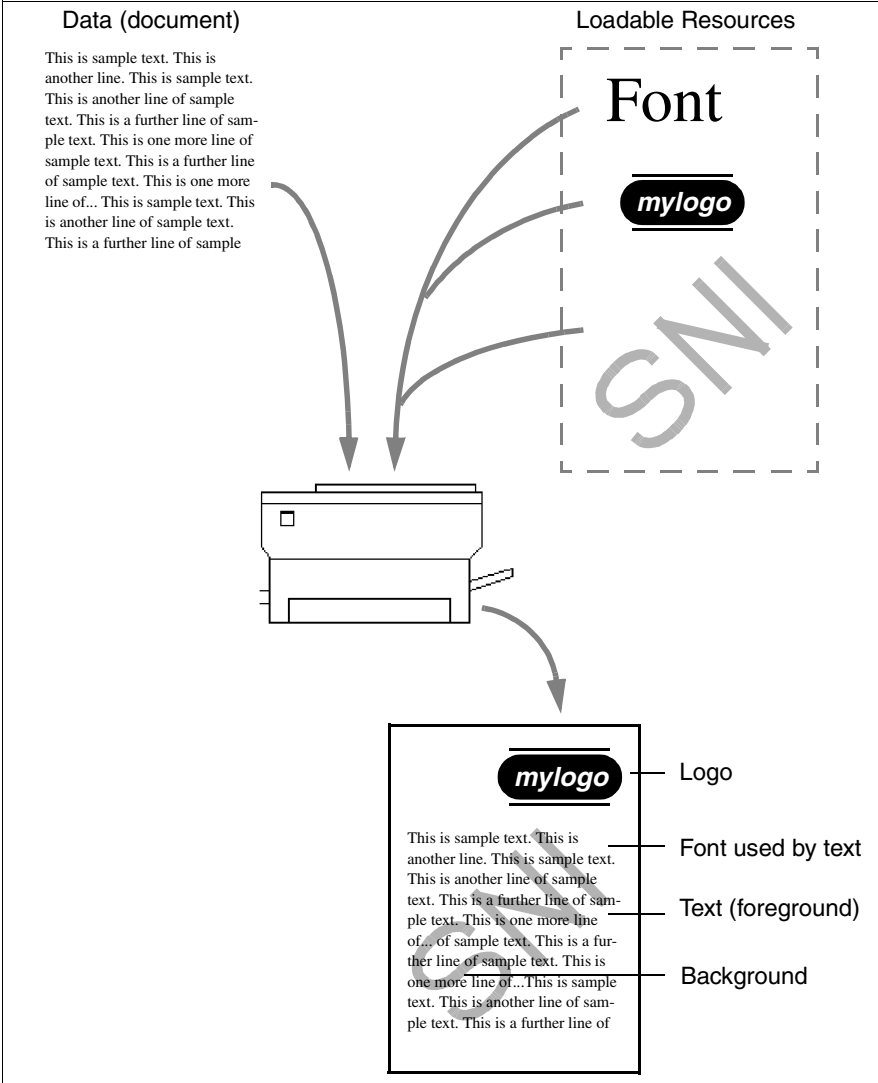 Data (document)
This is sample text. This is
another line. This is sample text.
This is another line of sample
text. This is a further line of sam-
ple text. This is one more line of
sample text. This is a further line
of sample text. This is one more
line of... This is sample text. This
is another line of sample text.
This is a further line of sample
Loadable Resources
Font
mylogo
SNI
mylogo
Logo
This is sample text. This is
another line. This is sample text.
This is another line of sample
text. This is a further line of sam-
ple text. This is one more line
of... of sample text. This is a fur-
ther line of sample text. This is
one more line of...This is sample
text. This is another line of sam-
ple text. This is a further line of
SNI
Font used by text
Text (foreground)
Background